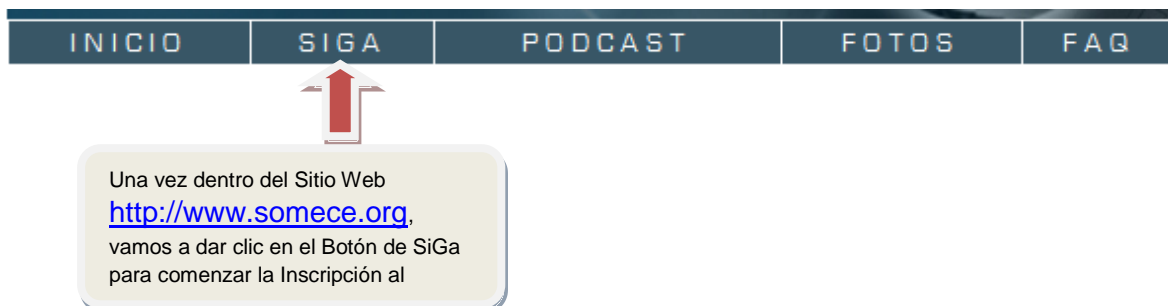 INICIO SIGA PODCAST FOTOS FAQ
Una vez dentro del Sitio Web
http://www.somece.org,
vamos a dar clic en el Botón de SiGa
para comenzar la Inscripción al